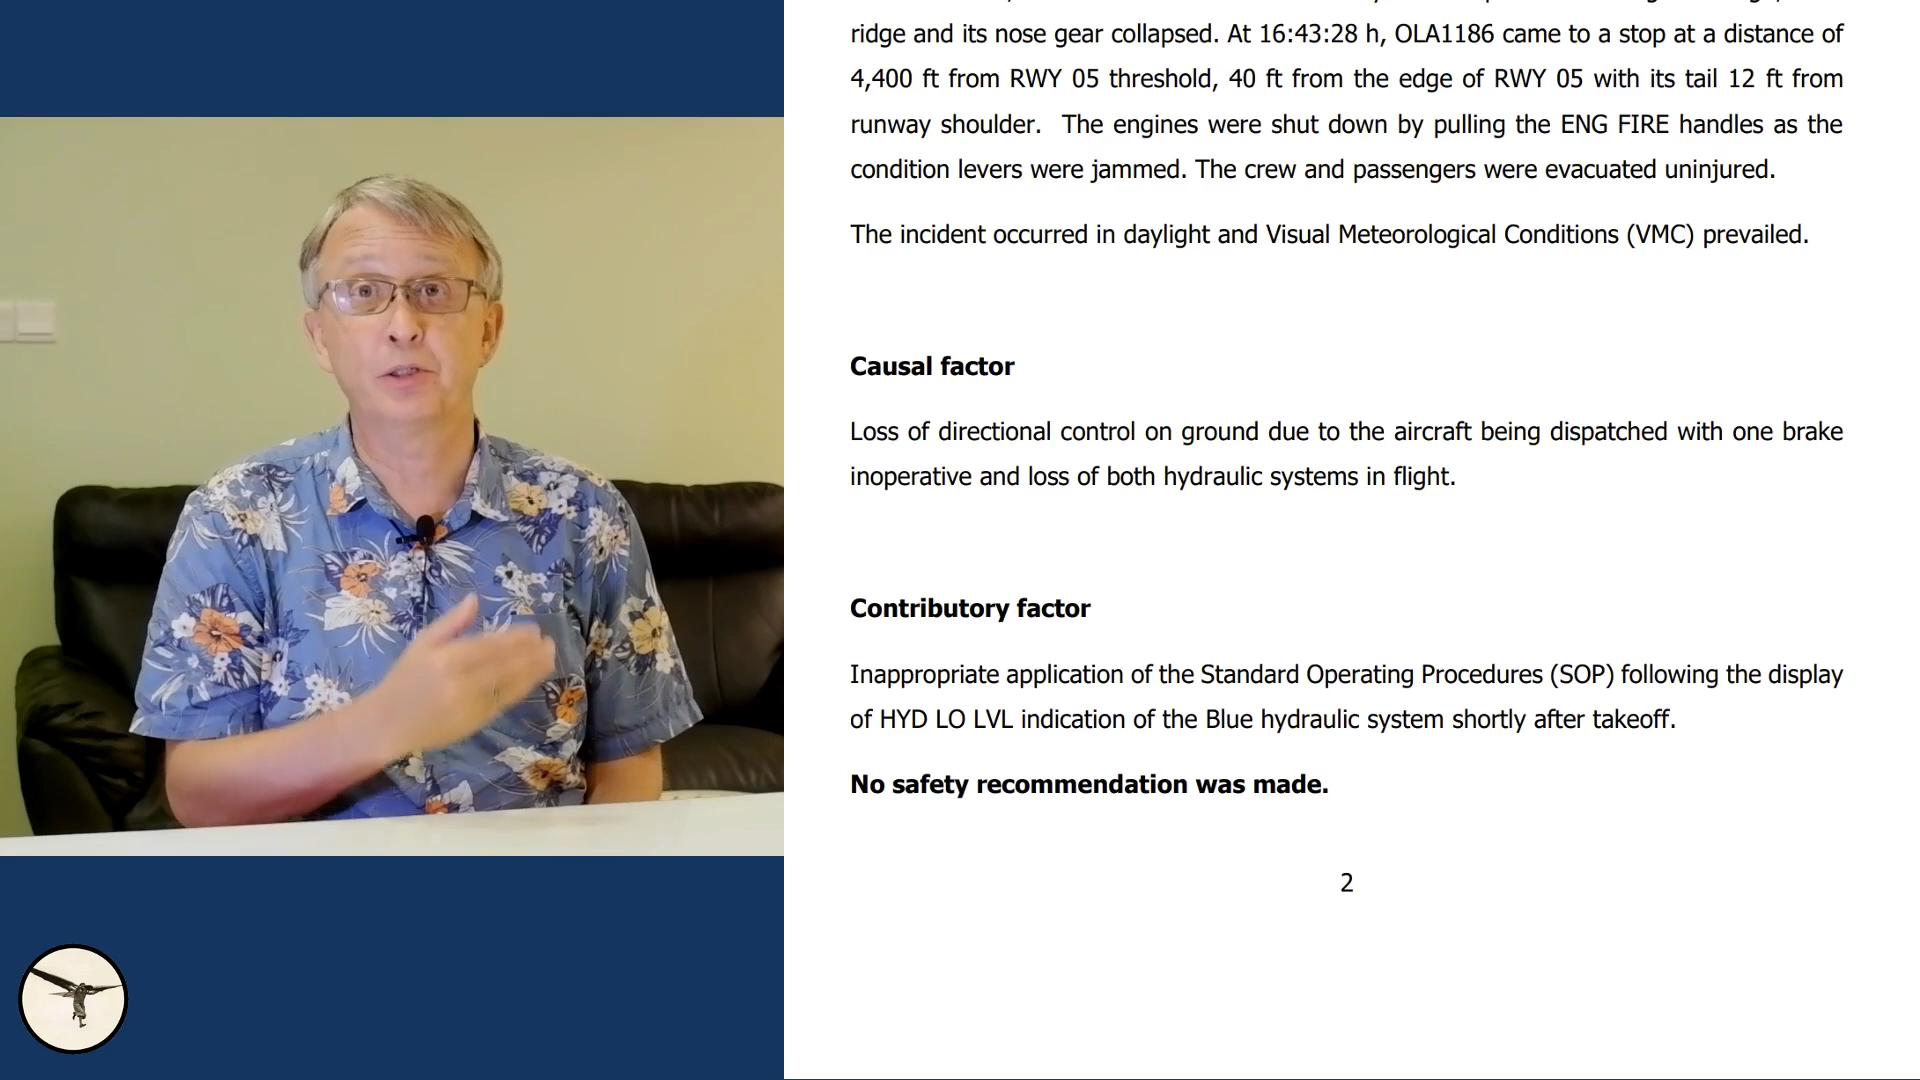 ridge and its nose gear collapsed. At 16:43:28 h, OLA1186 came to a stop at a distance of
4,400 ft from RWY 05 threshold, 40 ft from the edge of RWY 05 with its tail 12 ft from
runway shoulder. The engines were shut down by pulling the ENG FIRE handles as the
condition levers were jammed. The crew and passengers were evacuated uninjured.
The incident occurred in daylight and Visual Meteorological Conditions (VMC) prevailed.
Causal factor
Loss of directional control on ground due to the aircraft being dispatched with one brake
inoperative and loss of both hydraulic systems in flight.
Contributory factor
Inappropriate application of the Standard Operating Procedures (SOP) following the display
of HYD LO LVL indication of the Blue hydraulic system shortly after takeoff.
No safety recommendation was made.
2